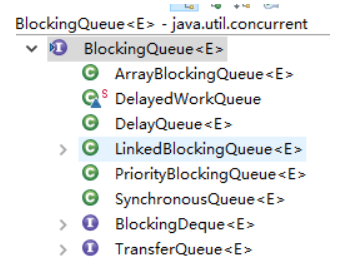 BlockingQueue<E> - java.util.concurrent
BlockingQueue<E>
ArrayBlockingQueue<E>
S DelayedWorkQueue
DelayQueue<E>
LinkedBlockingQueue<E>
PriorityBlockingQueue<E>
SynchronousQueue<E>
BlockingDeque<E>
TransferQueue<E>